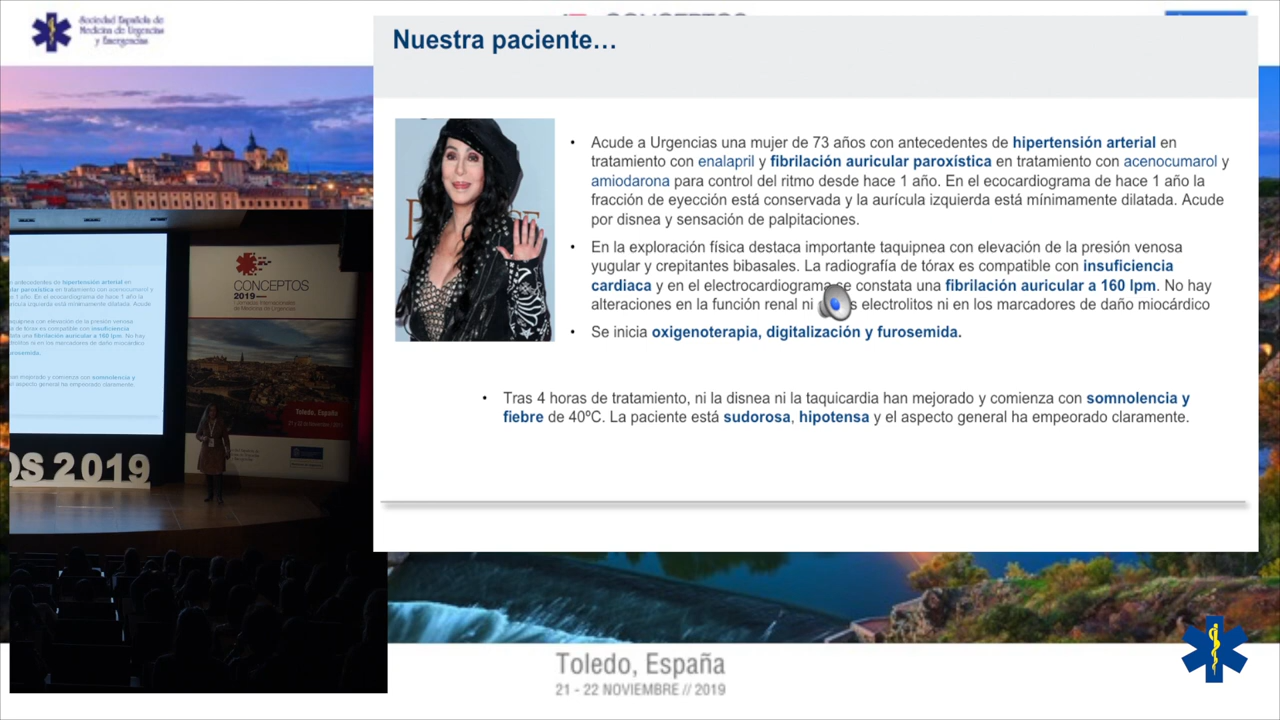 Sociedad Española de
Medicina de Urgencias
y Emergencias
CONCEPTOS
Nuestra paciente…
• Acude a Urgencias una mujer de 73 años con antecedentes de hipertensión arterial en
tratamiento con enalapril y fibrilación auricular paroxística en tratamiento con acenocumarol y
amiodarona para control del ritmo desde hace 1 año. En el ecocardiograma de hace 1 año la
fracción de eyección está conservada y la aurícula izquierda está mínimamente dilatada. Acude
por disnea y sensación de palpitaciones.
• En la exploración física destaca importante taquipnea con elevación de la presión venosa
yugular y crepitantes bibasales. La radiografía de tórax es compatible con insuficiencia
cardiaca y en el electrocardiograma se constata una fibrilación auricular a 160 lpm. No hay
alteraciones en la función renal ni electrolitos ni en los marcadores de daño miocárdico
• Se inicia oxigenoterapia, digitalización y furosemida.
• Tras 4 horas de tratamiento, ni la disnea ni la taquicardia han mejorado y comienza con somnolencia y
fiebre de 40ºC. La paciente está sudorosa, hipotensa y el aspecto general ha empeorado claramente.
antecedentes de hipertensión arterial en
CONCEPTOS
2019
Toledo, España
OS 2019
Toledo, España
21 - 22 NOVIEMBRE // 2019